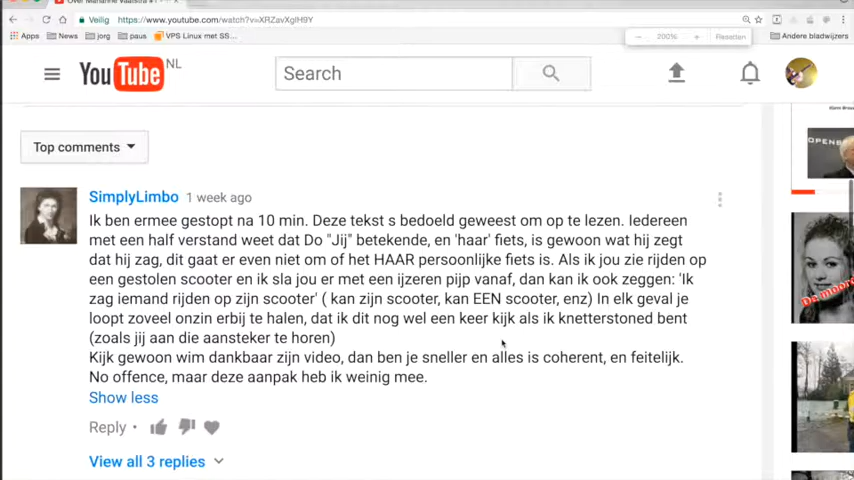 Over Marianne Vaatstra #1
Veilig https://www.youtube.com/watch?v=XRZavXglH9Y
Apps News jorg paus VPS Linux met SS... Andere bladwijzers
200% Resetten
YouTube NL
Search
Top comments
SimplyLimbo 1 week ago
Ik ben ermee gestopt na 10 min. Deze tekst s bedoeld geweest om op te lezen. Iedereen
met een half verstand weet dat Do "Jij" betekende, en 'haar' fiets, is gewoon wat hij zegt
dat hij zag, dit gaat er even niet om of het HAAR persoonlijke fiets is. Als ik jou zie rijden op
een gestolen scooter en ik sla jou er met een ijzeren pijp vanaf, dan kan ik ook zeggen: 'Ik
zag iemand rijden op zijn scooter' ( kan zijn scooter, kan EEN scooter, enz) In elk geval je
loopt zoveel onzin erbij te halen, dat ik dit nog wel een keer kijk als ik knetterstoned bent
(zoals jij aan die aansteker te horen)
Kijk gewoon wim dankbaar zijn video, dan ben je sneller en alles is coherent, en feitelijk.
No offence, maar deze aanpak heb ik weinig mee.
Show less
Reply
View all 3 replies
OPENB
De moord